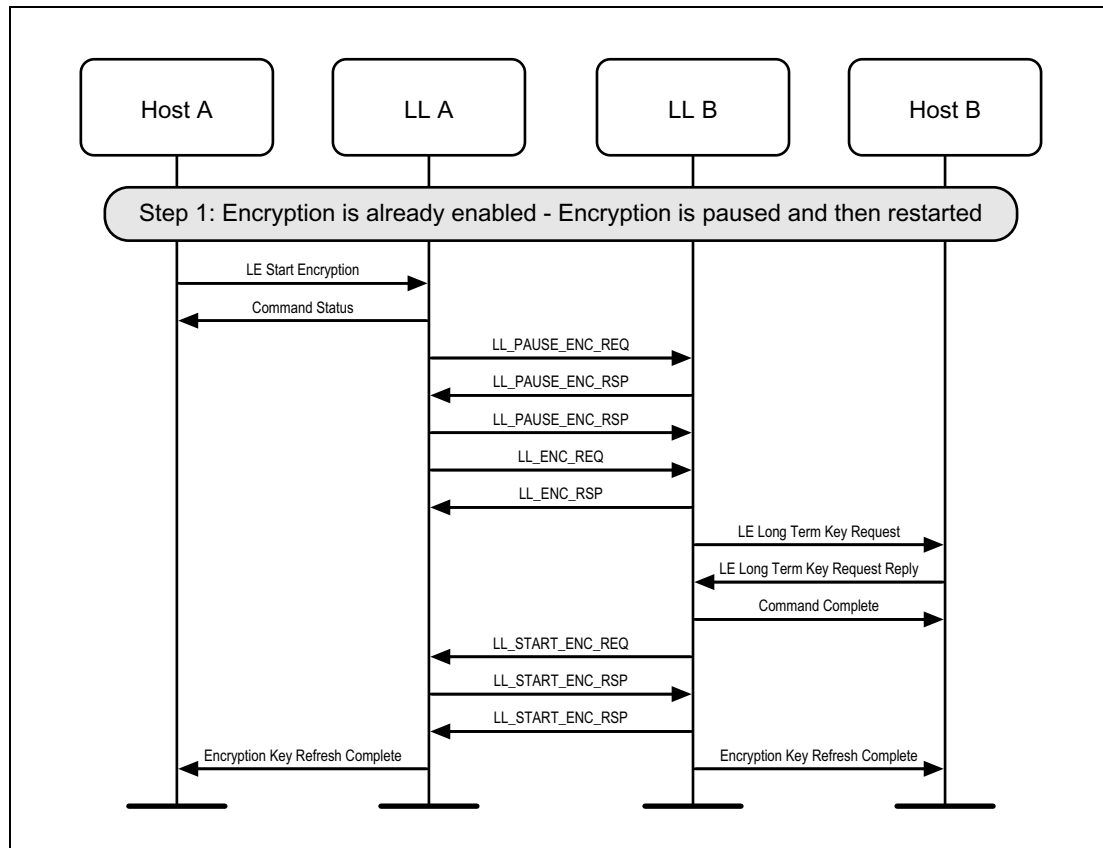 Host A
LL A
LL B
Host B
Step 1: Encryption is already enabled - Encryption is paused and then restarted
LE Start Encryption
Command Status
LL_PAUSE_ENC_REQ
LL_PAUSE_ENC_RSP
LL_PAUSE_ENC_RSP
LL_ENC_REQ
LL_ENC_RSP
LE Long Term Key Request
LE Long Term Key Request Reply
Command Complete
LL_START_ENC_REQ
LL_START_ENC_RSP
LL_START_ENC_RSP
Encryption Key Refresh Complete
Encryption Key Refresh Complete